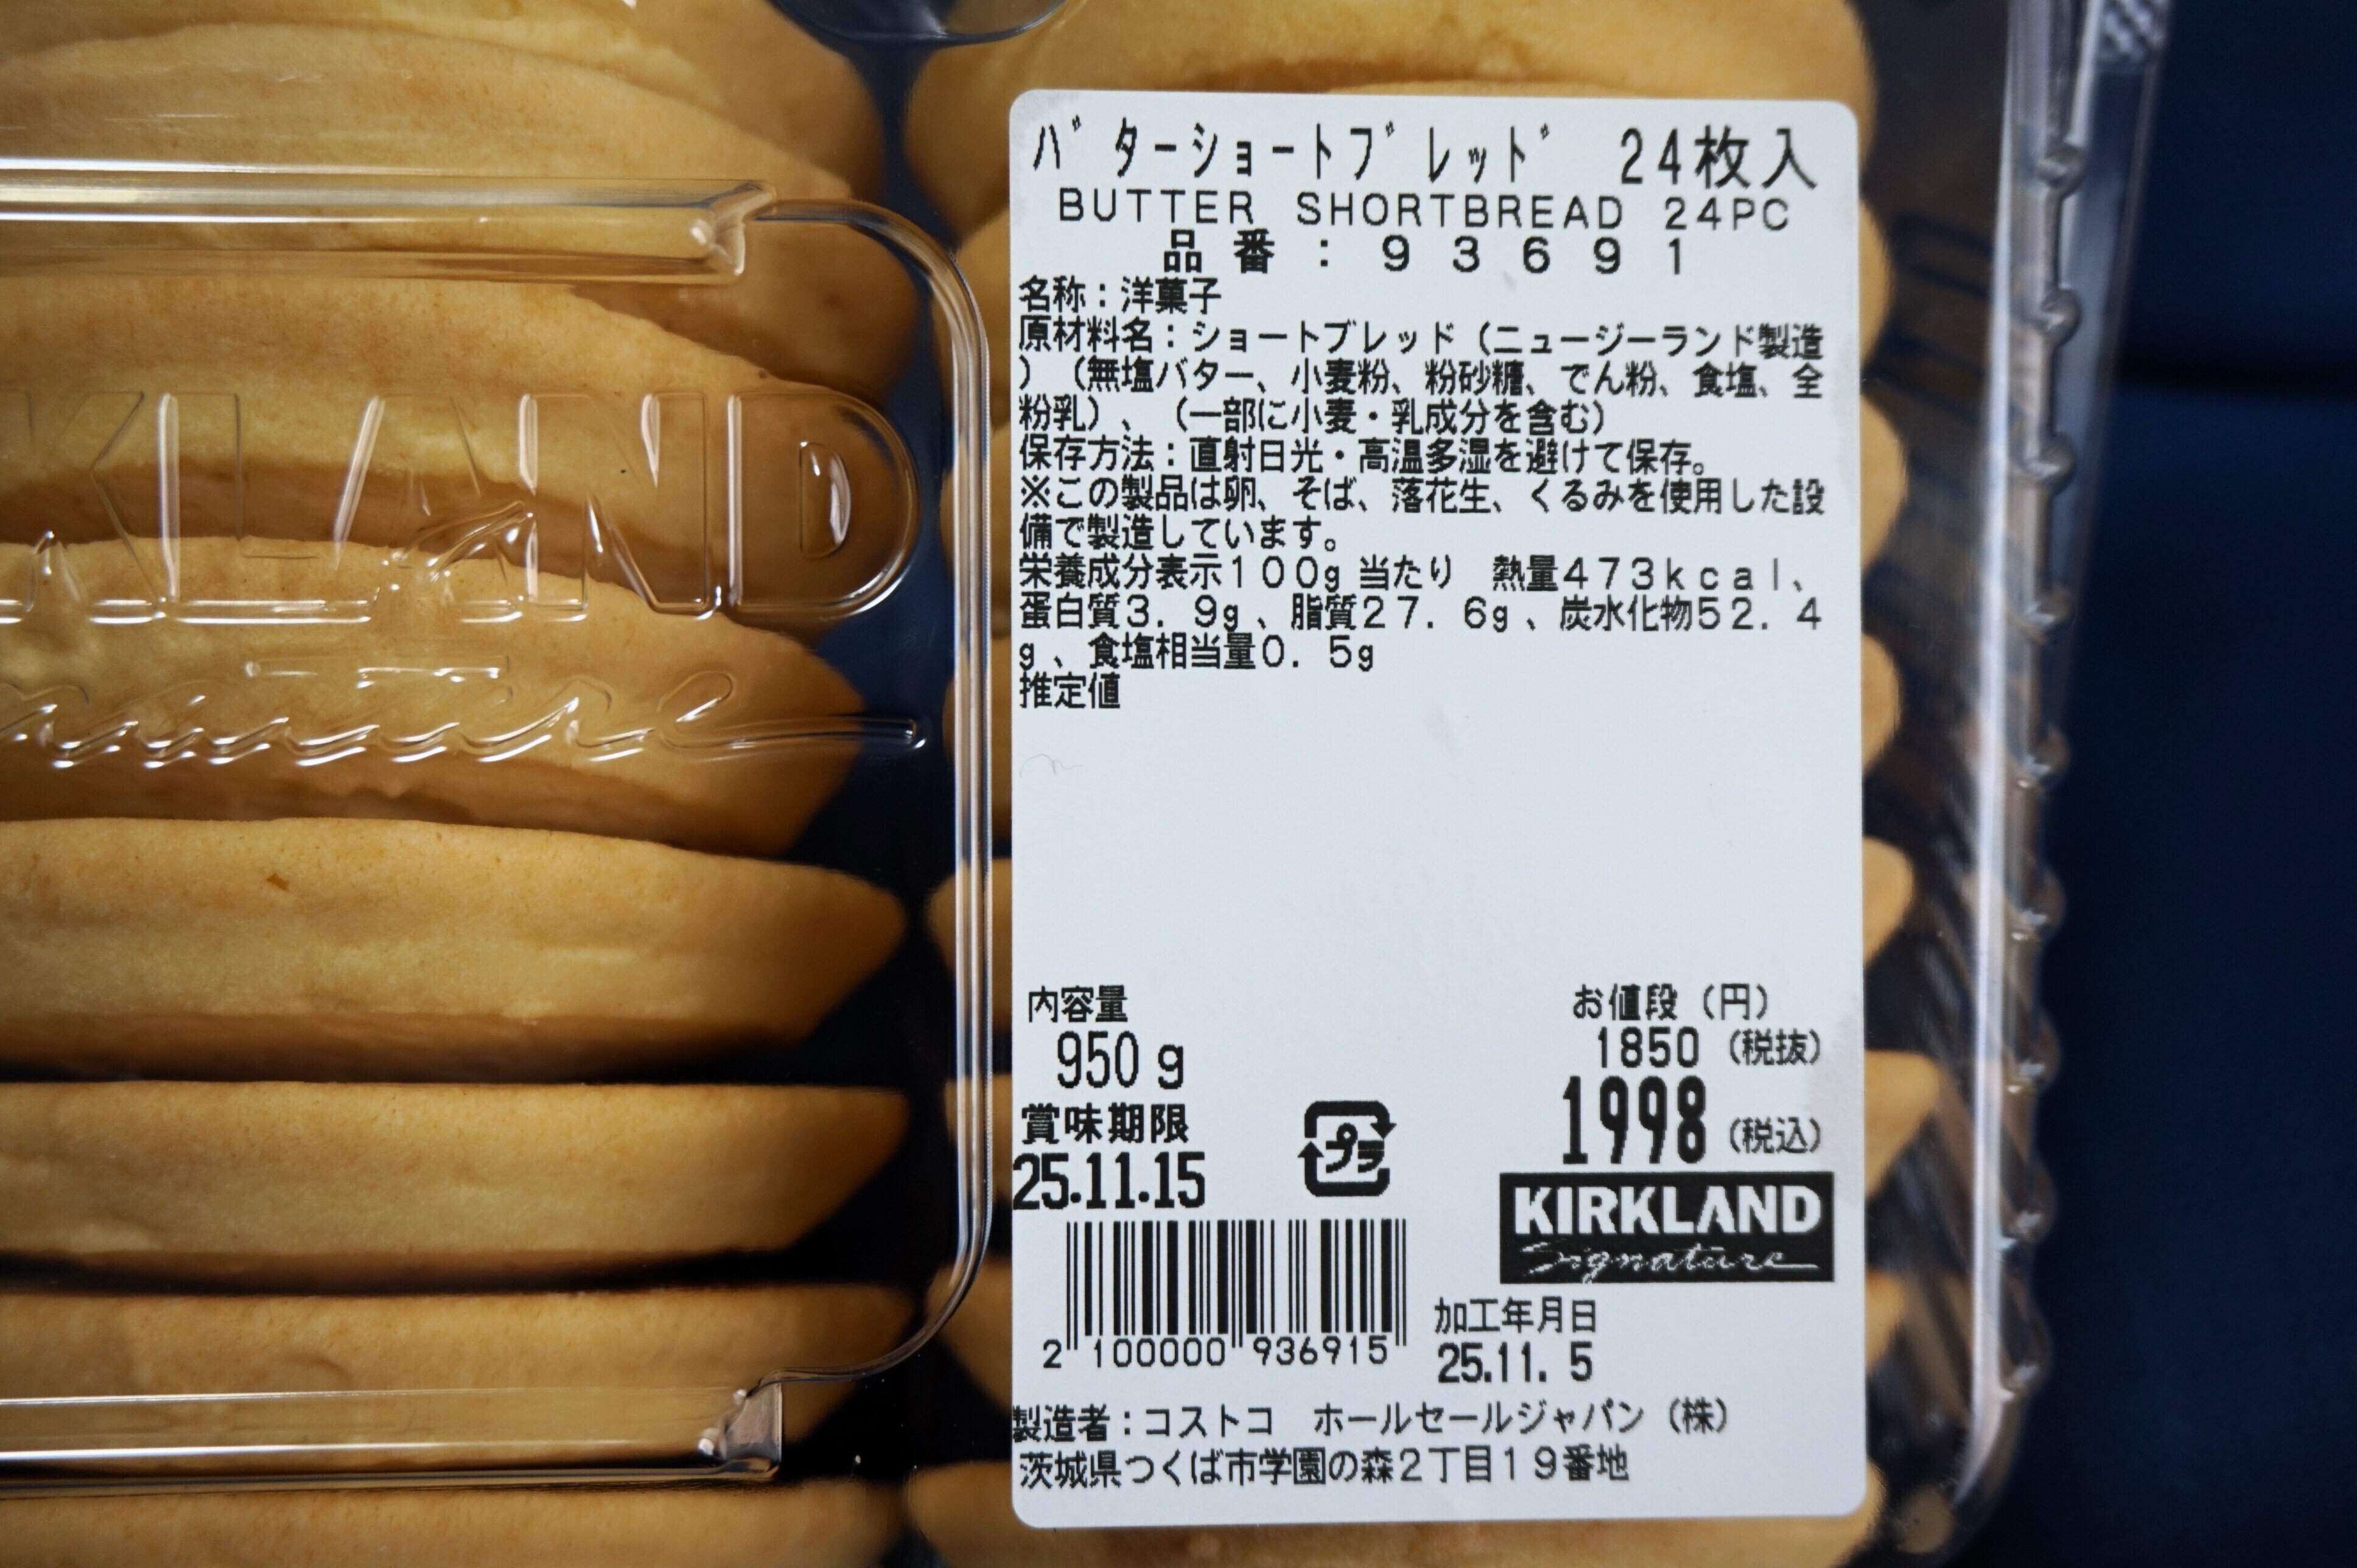 バターショートブレッド 24枚入
BUTTER SHORTBREAD 24PC
品番:93691
名称:洋菓子
原材料名:ショートブレッド(ニュージーランド製造
)(無塩バター、小麦粉、粉砂糖、でん粉、食塩、全
粉乳)、(一部に小麦・乳成分を含む)
保存方法:直射日光・高温多湿を避けて保存。
※この製品は卵、そば、落花生、くるみを使用した設
備で製造しています。
栄養成分表示100g当たり 熱量473kcal、
蛋白質3.9g、脂質27.6g、炭水化物52.4
g、食塩相当量0.5g
推定値
内容量
950g
お値段(円)
1850(税抜)
1998(税込)
賞味期限
25.11.15
プラ
KIRKLAND
Signature
2 100000 936915
加工年月日
25.11. 5
製造者:コストコ ホールセールジャパン(株)
茨城県つくば市学園の森2丁目19番地